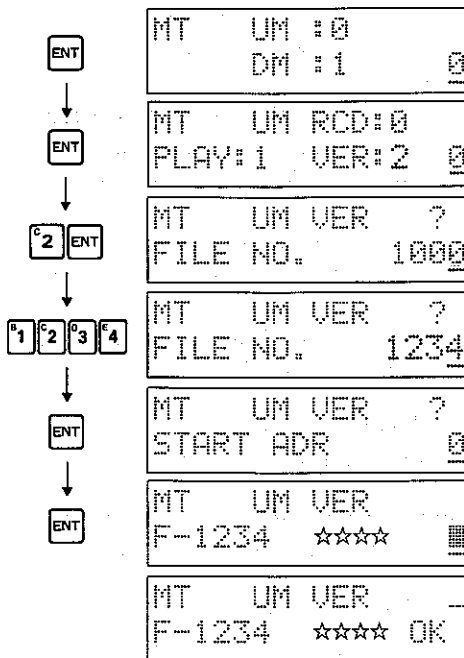 ENT
MT UM :0
DM :1 0
ENT
MT UM RCD:0
PLAY:1 VER:2 0
C 2 ENT
MT UM VER ?
FILE NO. 1000
B 1 C 2 D 3 E 4
MT UM VER ?
FILE NO. 1234
ENT
MT UM VER ?
START ADR 0
ENT
MT UM VER
F-1234 ☆☆☆☆
MT UM VER _
F-1234 ☆☆☆☆ OK